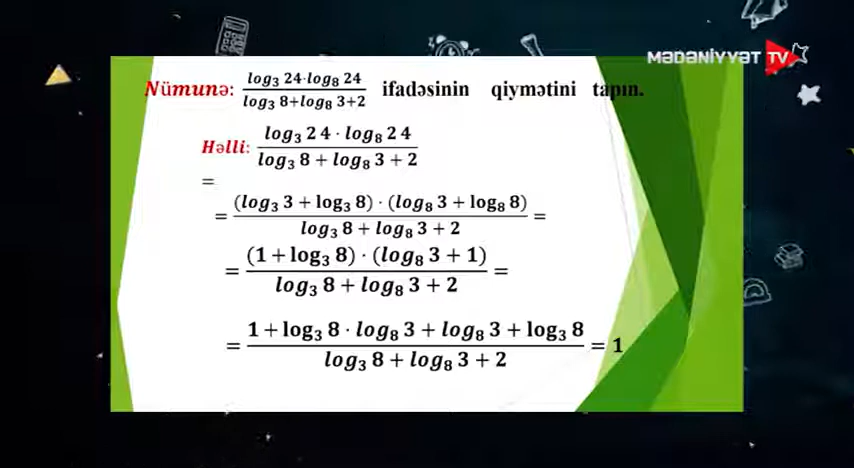 MƏDƏNİYYƏT TV
Nümunə: (log₃ 24·log₈ 24)/(log₃ 8+log₈ 3+2) ifadəsinin qiymətini tapın.
Həlli: (log₃ 24 · log₈ 24)/(log₃ 8 + log₈ 3 + 2)
=
= ((log₃ 3 + log₃ 8) · (log₈ 3 + log₈ 8))/(log₃ 8 + log₈ 3 + 2) =
= ((1 + log₃ 8) · (log₈ 3 + 1))/(log₃ 8 + log₈ 3 + 2) =
= (1 + log₃ 8 · log₈ 3 + log₈ 3 + log₃ 8)/(log₃ 8 + log₈ 3 + 2) = 1